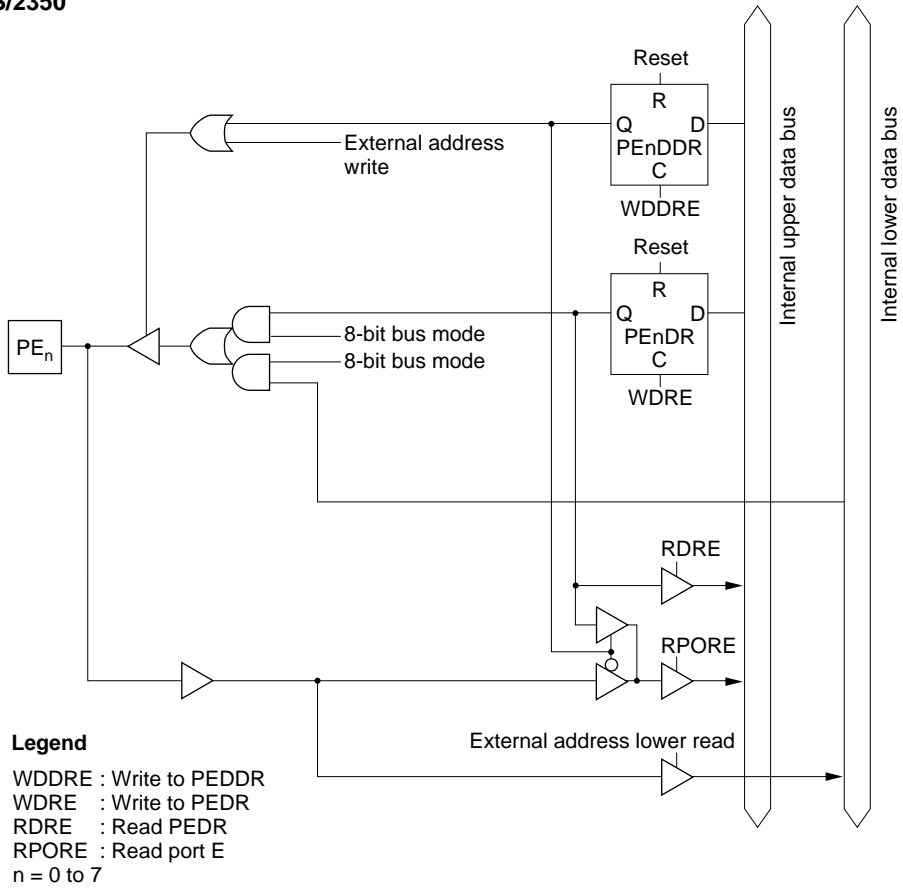 /2350
Reset
R
Q D
PEnDDR
C
WDDRE
External address
write
Internal upper data bus
Internal lower data bus
Reset
R
Q D
PEnDR
C
WDRE
8-bit bus mode
8-bit bus mode
PEn
RDRE
RPORE
External address lower read
Legend
WDDRE : Write to PEDDR
WDRE : Write to PEDR
RDRE : Read PEDR
RPORE : Read port E
n = 0 to 7